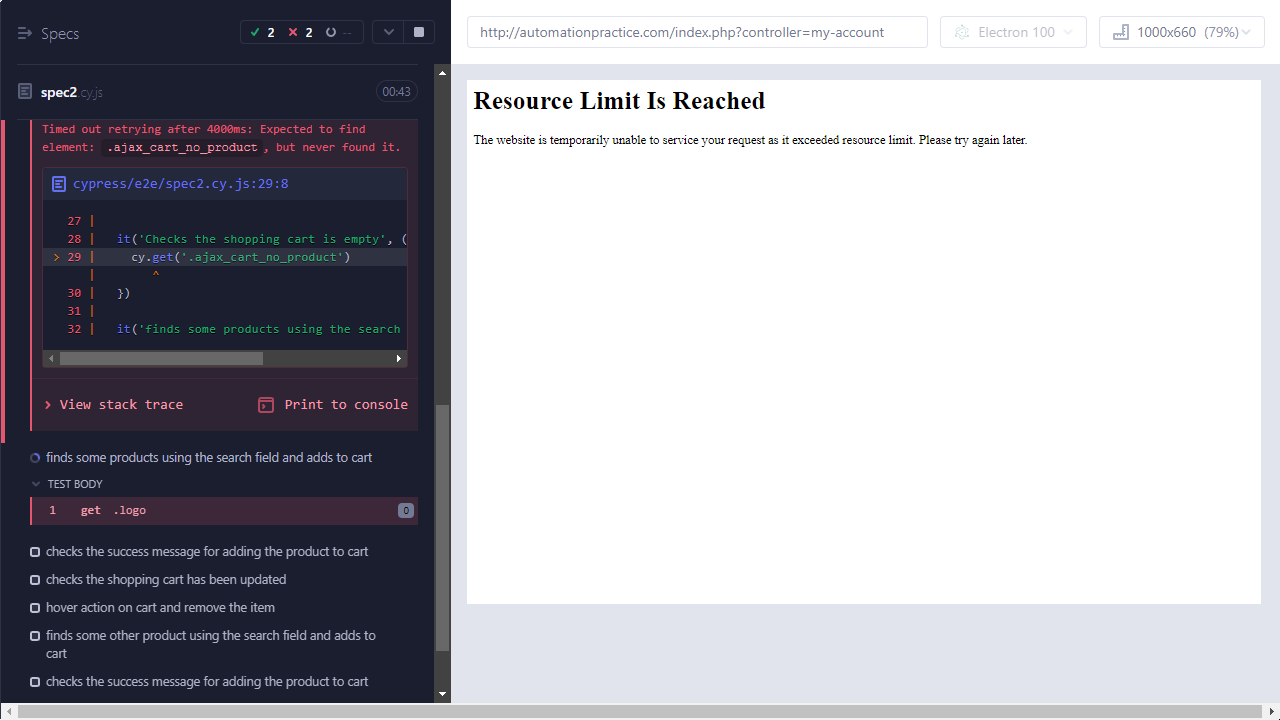 Specs
2
2
--
spec2 cy.js
00:43
Timed out retrying after 4000ms: Expected to find
element: .ajax_cart_no_product, but never found it.
cypress/e2e/spec2.cy.js:29:8
27 |
28 | it('Checks the shopping cart is empty', (
> 29 | cy.get('.ajax_cart_no_product')
| ^
30 | })
31 |
32 | it('finds some products using the search
View stack trace
Print to console
finds some products using the search field and adds to cart
TEST BODY
1 get .logo 0
checks the success message for adding the product to cart
checks the shopping cart has been updated
hover action on cart and remove the item
finds some other product using the search field and adds to
cart
checks the success message for adding the product to cart
http://automationpractice.com/index.php?controller=my-account
Electron 100
1000x660 (79%)
Resource Limit Is Reached
The website is temporarily unable to service your request as it exceeded resource limit. Please try again later.